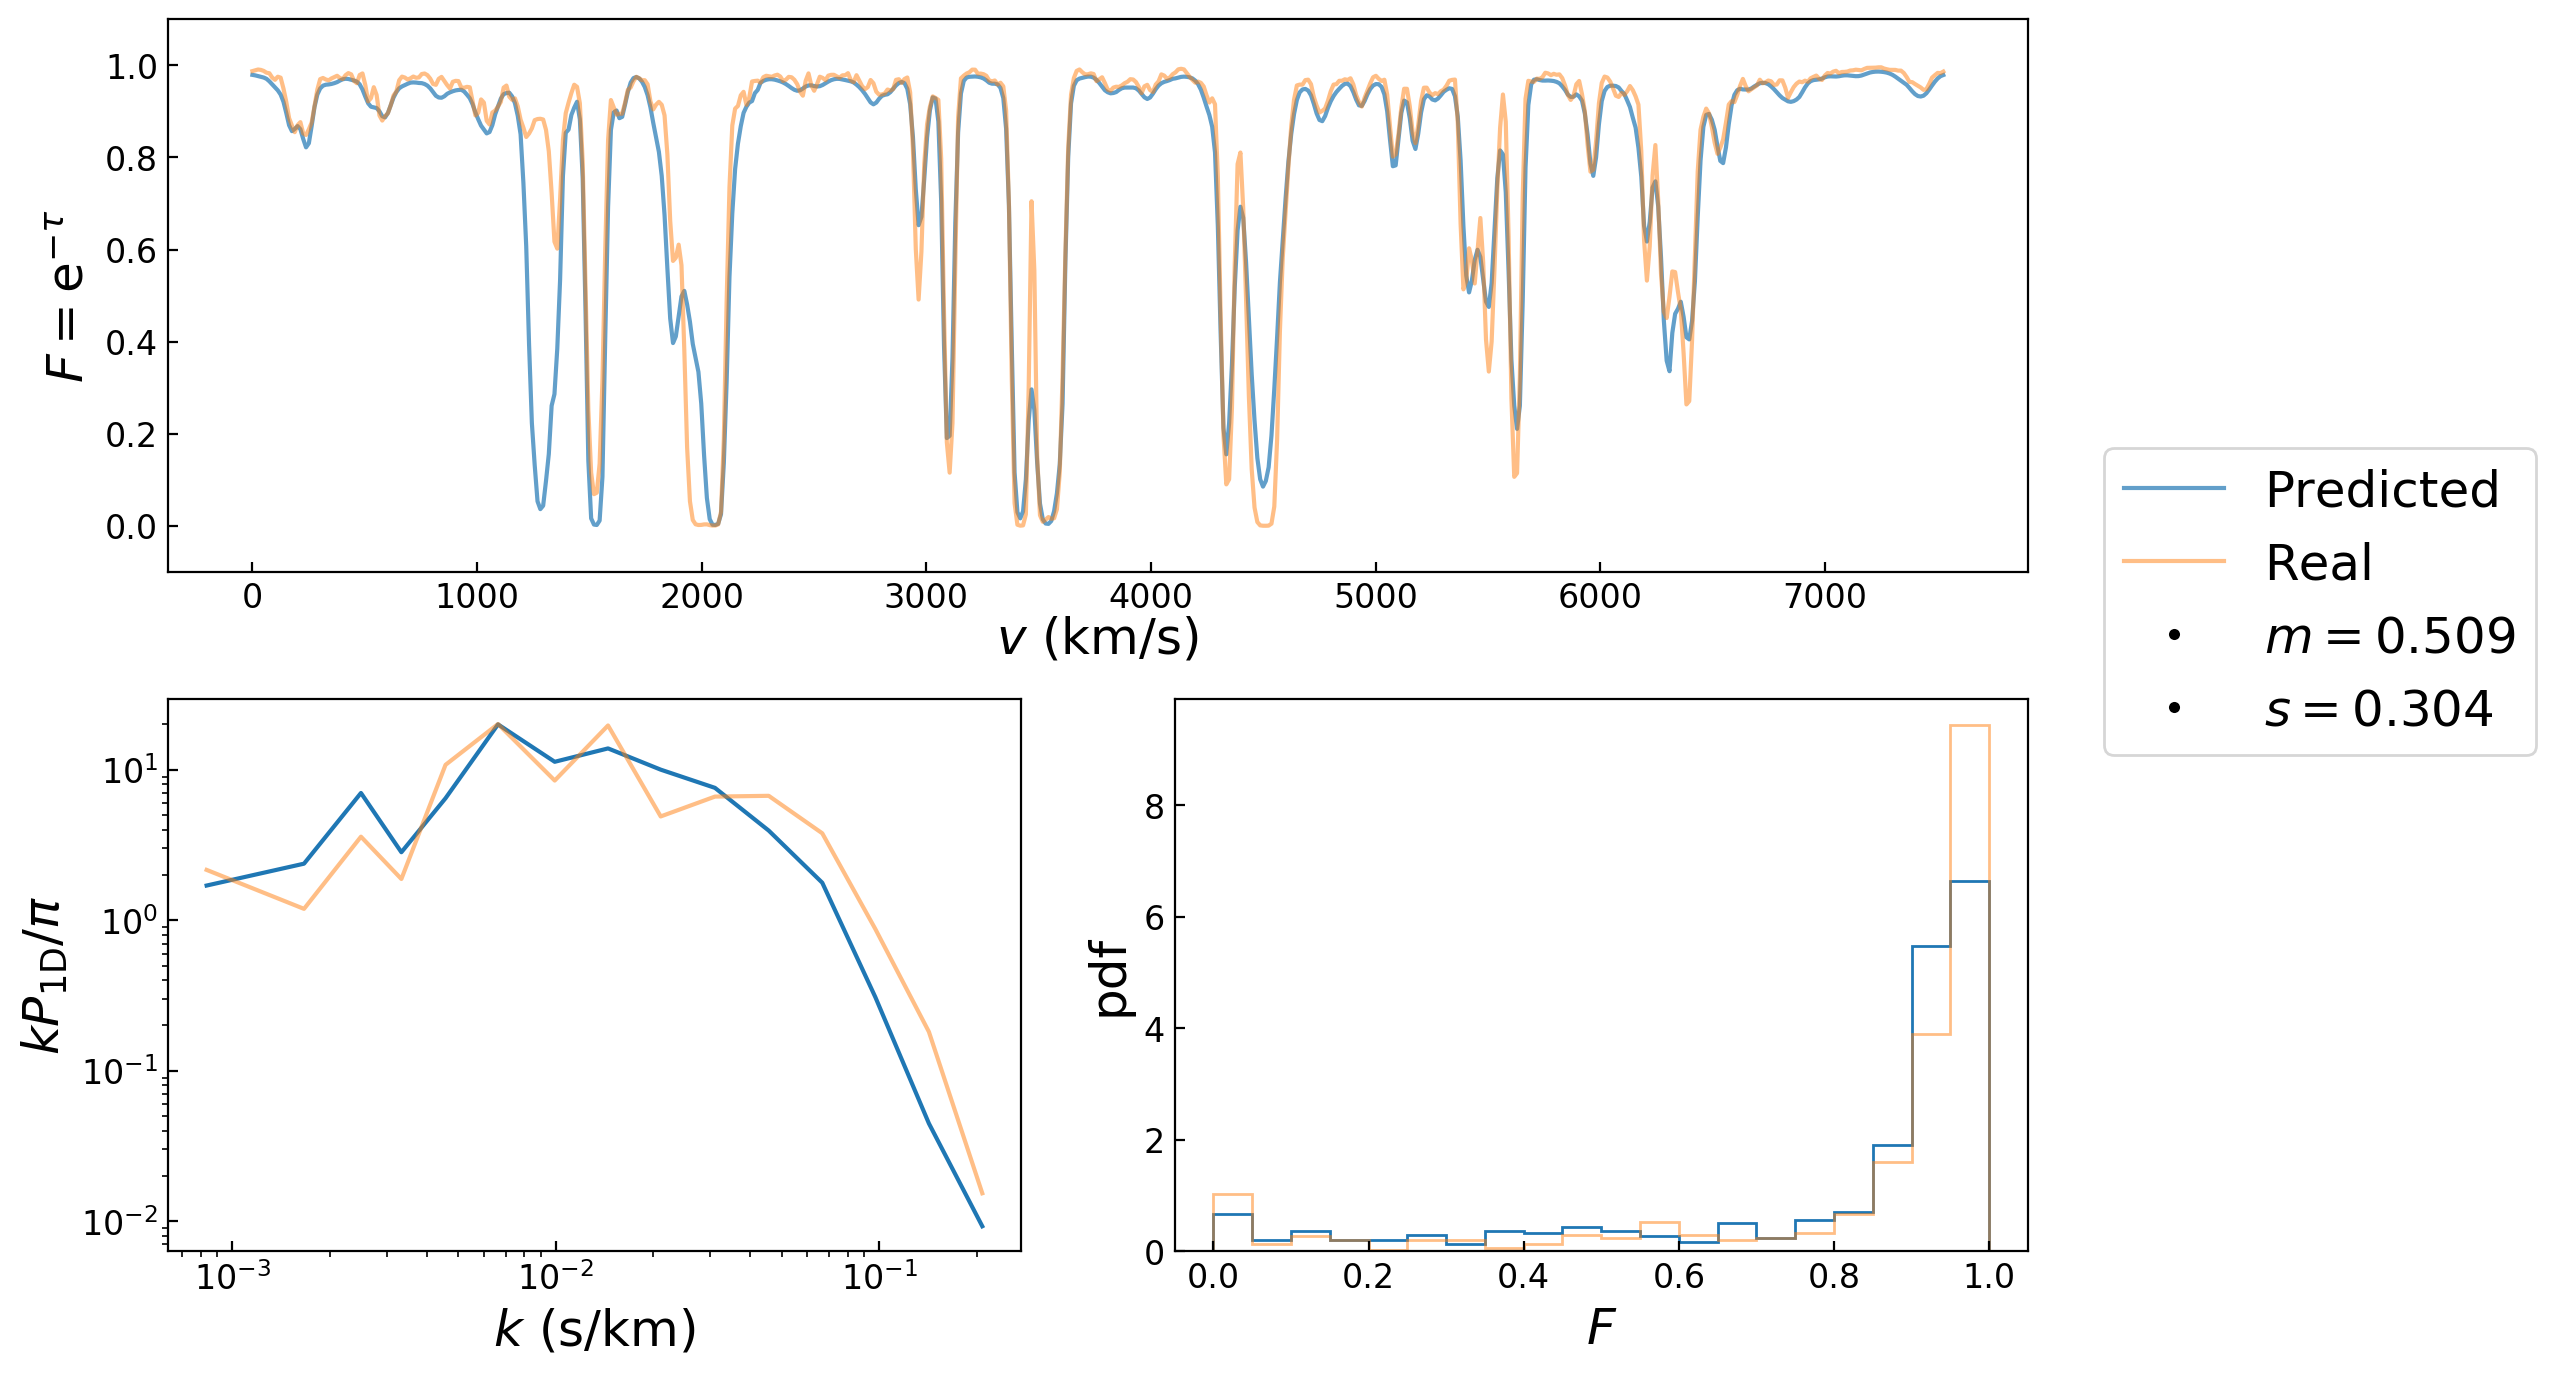 1.0
0.8
0.6
0.4
0.2
0.0
F = e^{−τ}
0 1000 2000 3000 4000 5000 6000 7000
v (km/s)
Predicted
Real
m = 0.509
s = 0.304
10^1
10^0
10^{−1}
10^{−2}
kP_{1D}/π
10^{−3} 10^{−2} 10^{−1}
k (s/km)
8
6
4
2
0
pdf
0.0 0.2 0.4 0.6 0.8 1.0
F